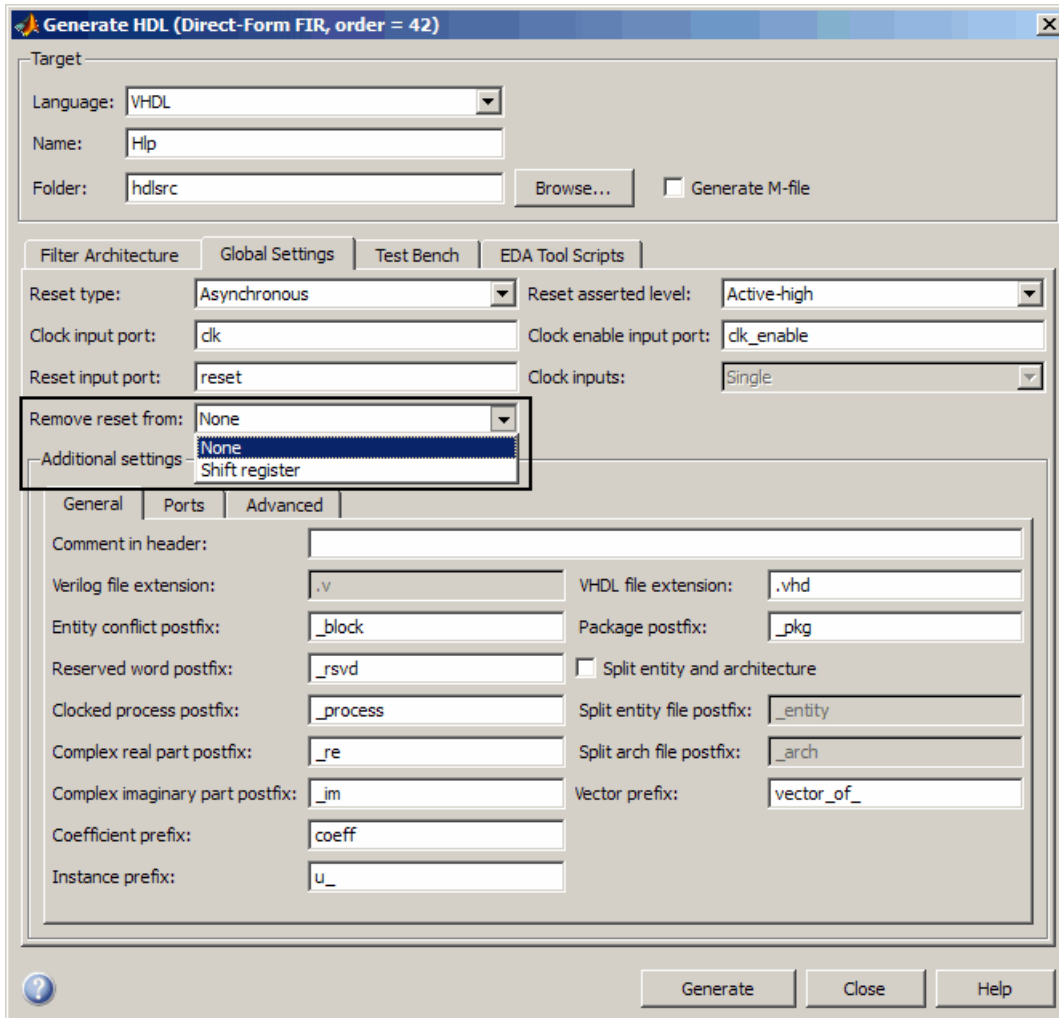 Generate HDL (Direct-Form FIR, order = 42)
Target
Language: VHDL
Name: Hlp
Folder: hdlsrc Browse... Generate M-file
Filter Architecture Global Settings Test Bench EDA Tool Scripts
Reset type: Asynchronous Reset asserted level: Active-high
Clock input port: clk Clock enable input port: clk_enable
Reset input port: reset Clock inputs: Single
Remove reset from: None
None
Additional settings
Shift register
General Ports Advanced
Comment in header:
Verilog file extension: .v VHDL file extension: .vhd
Entity conflict postfix: _block Package postfix: _pkg
Reserved word postfix: _rsvd Split entity and architecture
Clocked process postfix: _process Split entity file postfix: _entity
Complex real part postfix: _re Split arch file postfix: _arch
Complex imaginary part postfix: _im Vector prefix: vector_of_
Coefficient prefix: coeff
Instance prefix: u_
? Generate Close Help